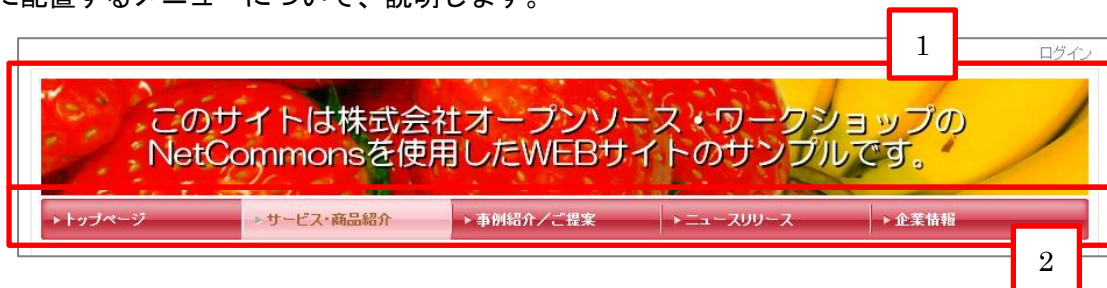 に配置するメニューについて、説明します。
1
ログイン
このサイトは株式会社オープンソース・ワークショップの
NetCommonsを使用したWEBサイトのサンプルです。
▸トップページ ▸サービス・商品紹介 ▸事例紹介／ご提案 ▸ニュースリリース ▸企業情報
2